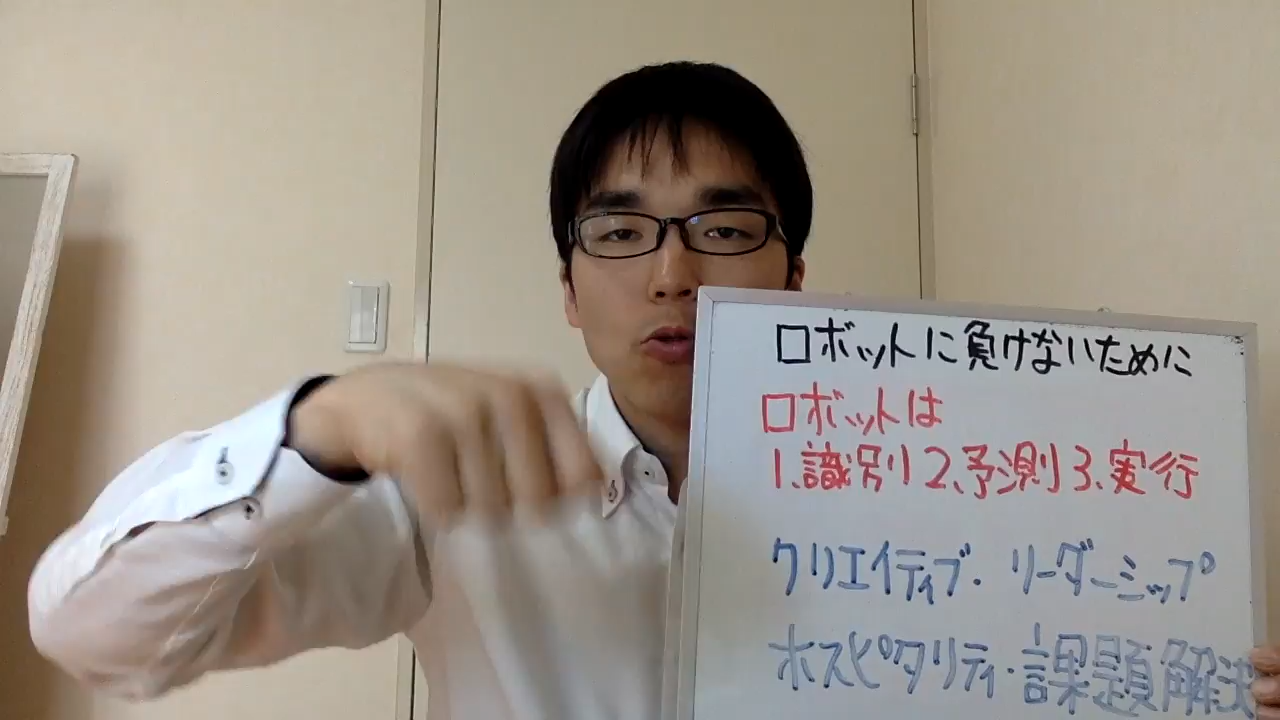 ロボットに負けないために
ロボットは
1.識別 2.予測 3.実行
クリエイティブ・リーダーシップ
ホスピタリティ・課題解決